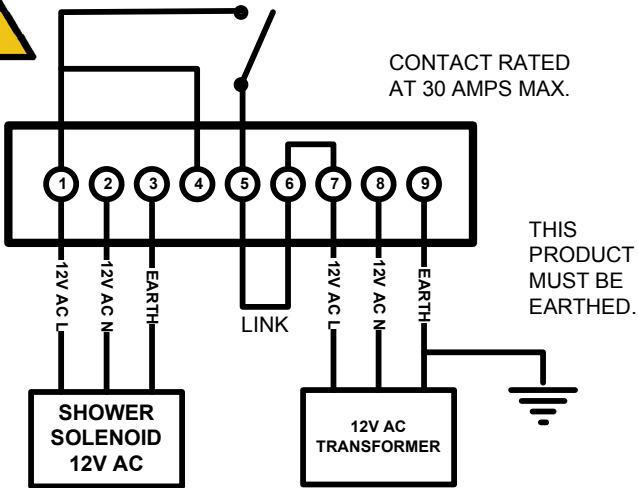 CONTACT RATED
AT 30 AMPS MAX.
1 2 3 4 5 6 7 8 9
12V AC L
12V AC N
EARTH
LINK
12V AC L
12V AC N
EARTH
THIS
PRODUCT
MUST BE
EARTHED.
SHOWER
SOLENOID
12V AC
12V AC
TRANSFORMER